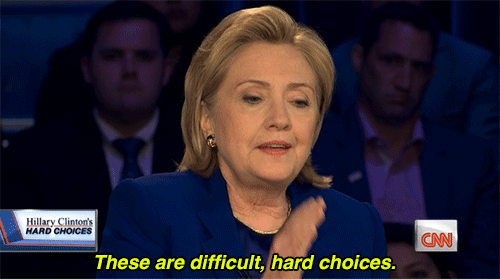 Hillary Clinton's
HARD CHOICES
CNN
These are difficult, hard choices.